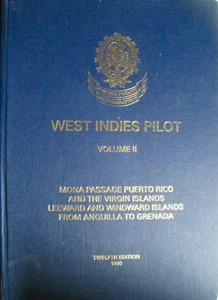 WEST INDIES PILOT
VOLUME II
MONA PASSAGE PUERTO RICO
AND THE VIRGIN ISLANDS
LEEWARD AND WINDWARD ISLANDS
FROM ANGUILLA TO GRENADA
TWELFTH EDITION